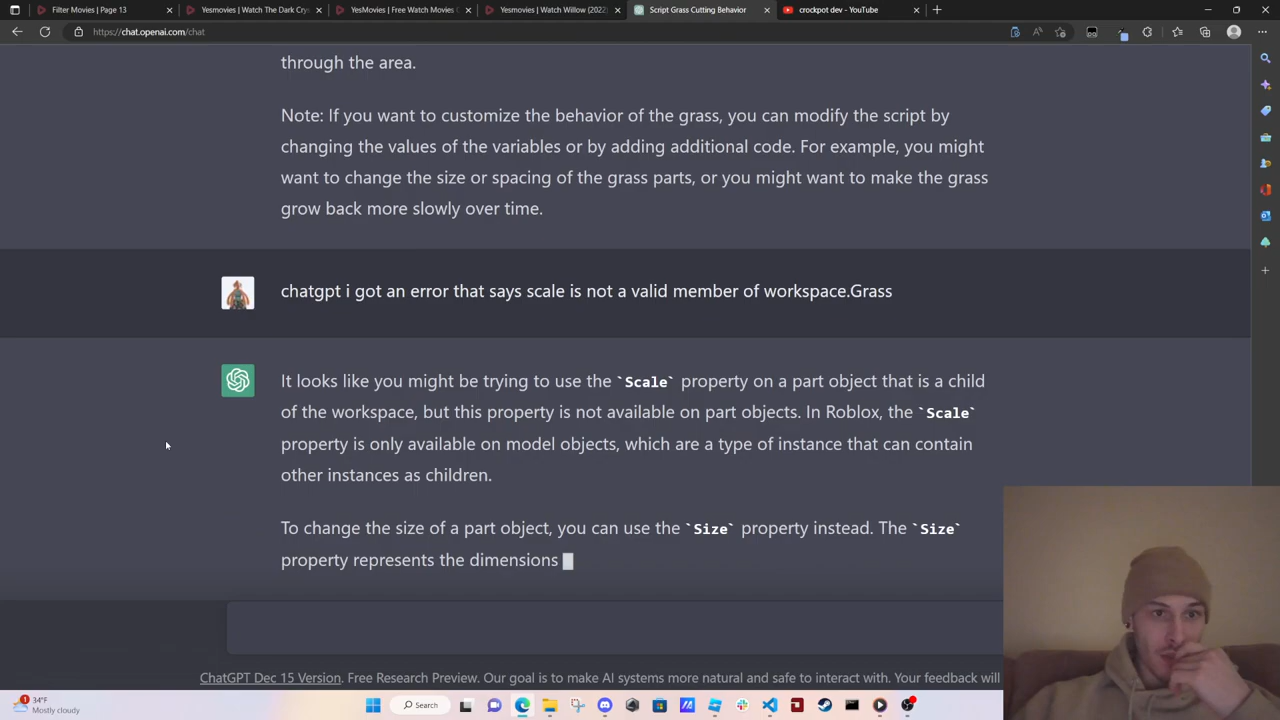 Filter Movies | Page 13
Yesmovies | Watch The Dark Crys
YesMovies | Free Watch Movies O
Yesmovies | Watch Willow (2022)
Script Grass Cutting Behavior
crockpot dev - YouTube
https://chat.openai.com/chat
through the area.
Note: If you want to customize the behavior of the grass, you can modify the script by
changing the values of the variables or by adding additional code. For example, you might
want to change the size or spacing of the grass parts, or you might want to make the grass
grow back more slowly over time.
chatgpt i got an error that says scale is not a valid member of workspace.Grass
It looks like you might be trying to use the `Scale` property on a part object that is a child
of the workspace, but this property is not available on part objects. In Roblox, the `Scale`
property is only available on model objects, which are a type of instance that can contain
other instances as children.
To change the size of a part object, you can use the `Size` property instead. The `Size`
property represents the dimensions
ChatGPT Dec 15 Version. Free Research Preview. Our goal is to make AI systems more natural and safe to interact with. Your feedback will
1
34°F
Mostly cloudy
Search